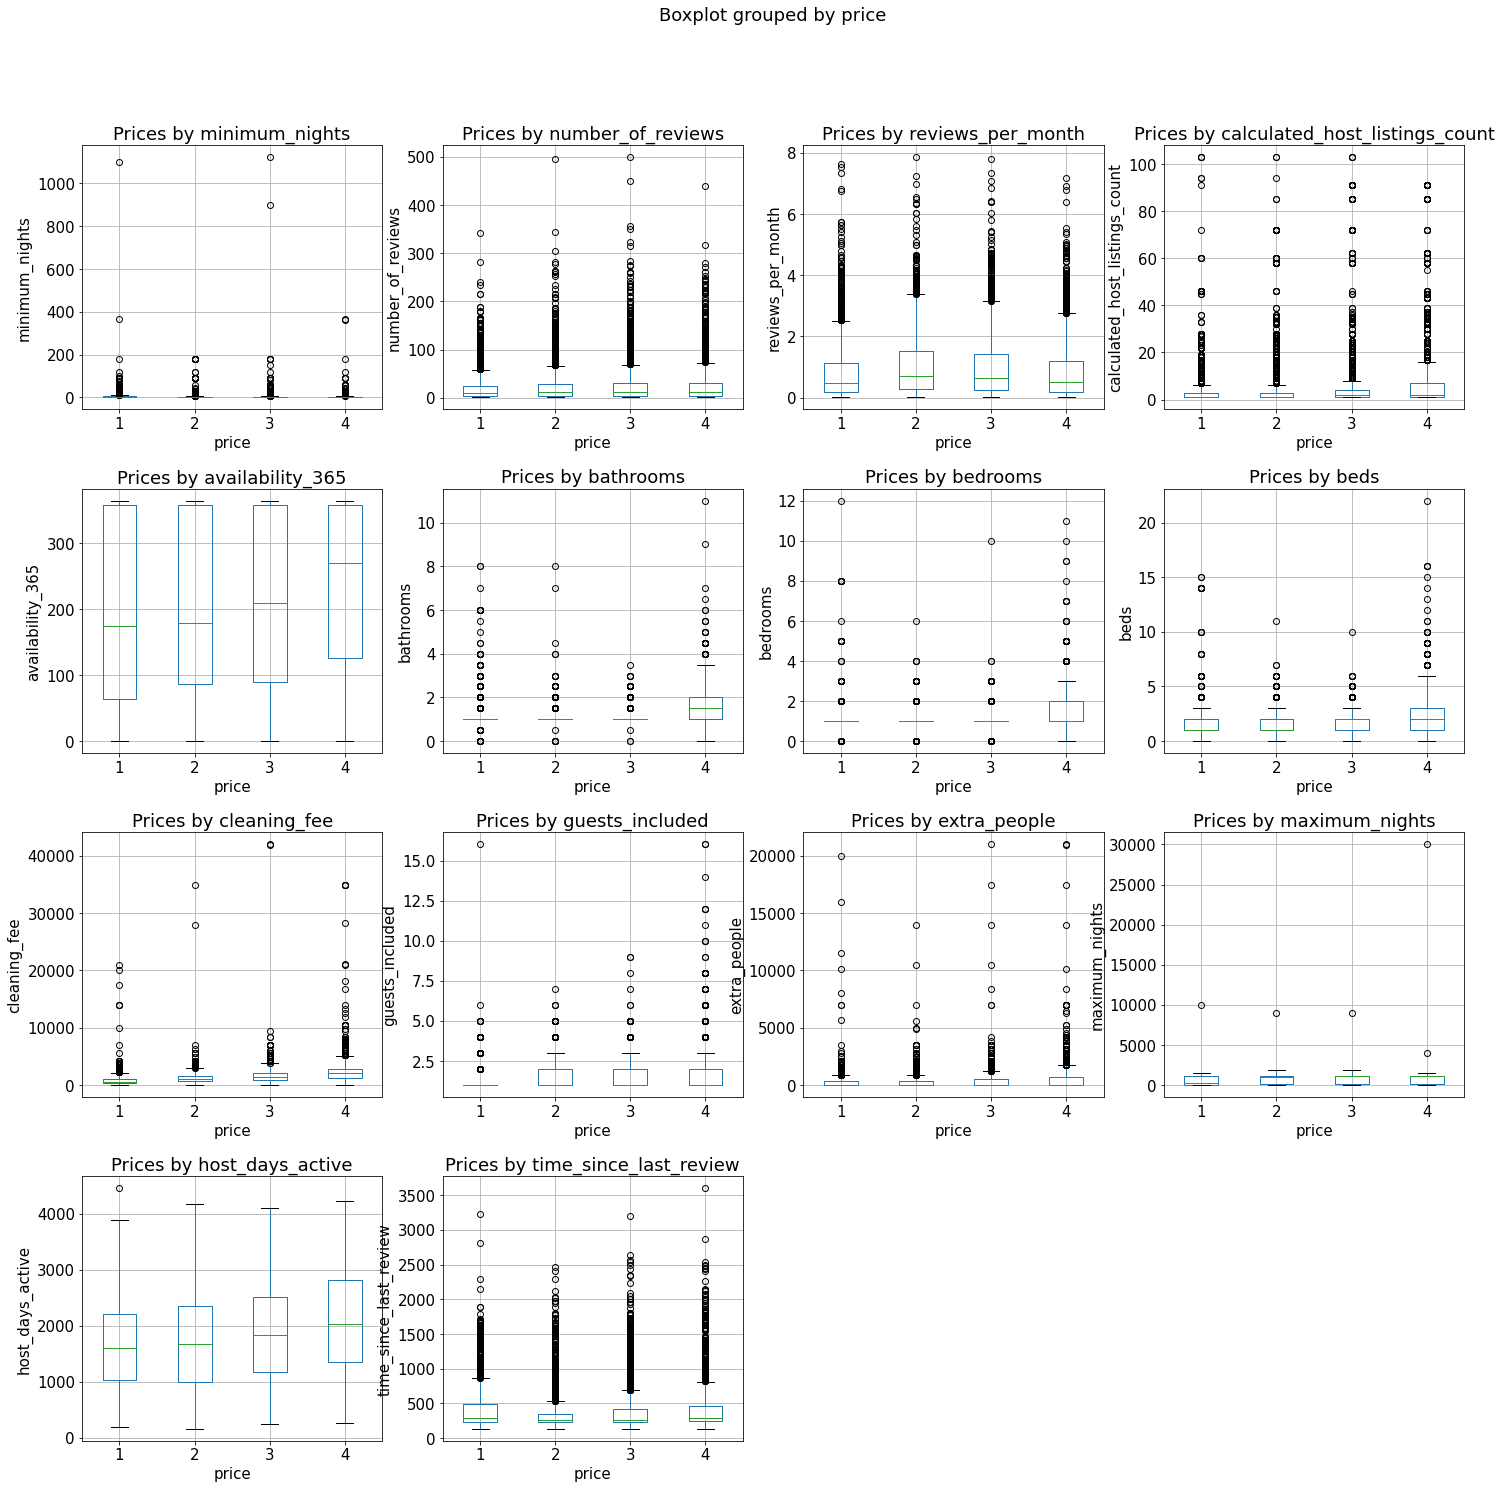 Boxplot grouped by price
Prices by minimum_nights
minimum_nights
1000
800
600
400
200
0
1 2 3 4
price
Prices by number_of_reviews
number_of_reviews
500
400
300
200
100
0
1 2 3 4
price
Prices by reviews_per_month
reviews_per_month
8
6
4
2
0
1 2 3 4
price
Prices by calculated_host_listings_count
calculated_host_listings_count
100
80
60
40
20
0
1 2 3 4
price
Prices by availability_365
availability_365
300
200
100
0
1 2 3 4
price
Prices by bathrooms
bathrooms
10
8
6
4
2
0
1 2 3 4
price
Prices by bedrooms
bedrooms
12
10
8
6
4
2
0
1 2 3 4
price
Prices by beds
beds
20
15
10
5
0
1 2 3 4
price
Prices by cleaning_fee
cleaning_fee
40000
30000
20000
10000
0
1 2 3 4
price
Prices by guests_included
guests_included
15.0
12.5
10.0
7.5
5.0
2.5
1 2 3 4
price
Prices by extra_people
extra_people
20000
15000
10000
5000
0
1 2 3 4
price
Prices by maximum_nights
maximum_nights
30000
25000
20000
15000
10000
5000
0
1 2 3 4
price
Prices by host_days_active
host_days_active
4000
3000
2000
1000
0
1 2 3 4
price
Prices by time_since_last_review
time_since_last_review
3500
3000
2500
2000
1500
1000
500
0
1 2 3 4
price